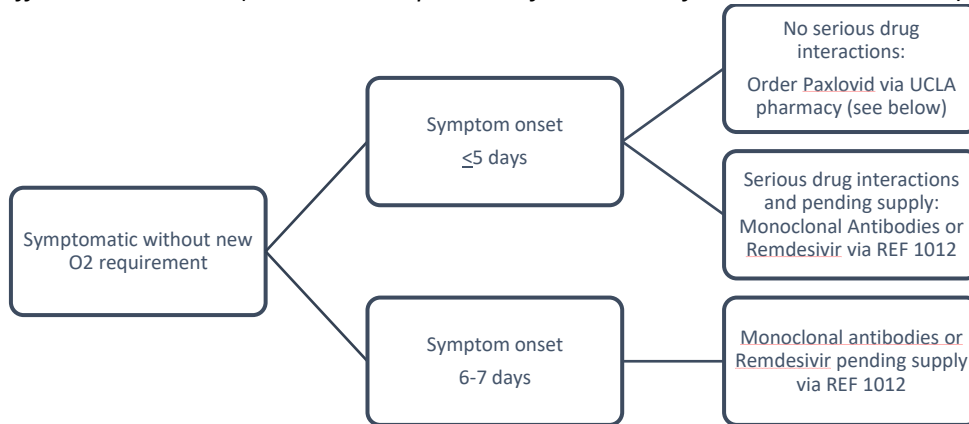 No serious drug
interactions:
Order Paxlovid via UCLA
pharmacy (see below)
Symptom onset
≤5 days
Serious drug interactions
and pending supply:
Monoclonal Antibodies or
Remdesivir via REF 1012
Symptomatic without new
O2 requirement
Symptom onset
6-7 days
Monoclonal antibodies or
Remdesivir pending supply
via REF 1012